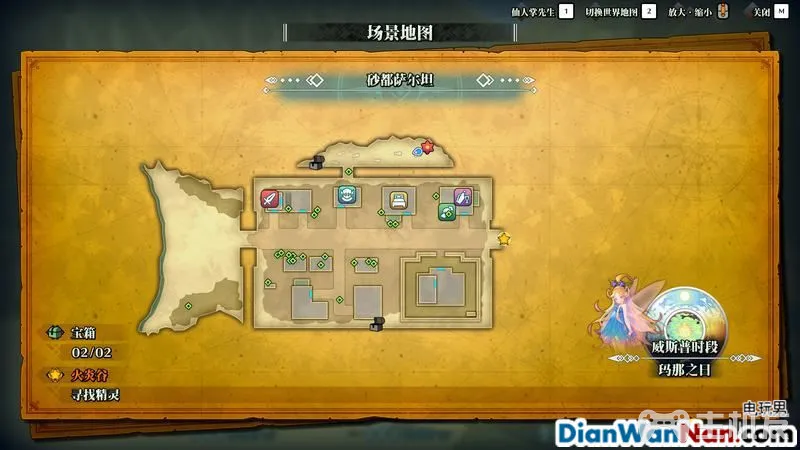 仙人掌先生 1 切换世界地图 2 放大·缩小 关闭 M
场景地图
砂都萨尔坦
宝箱
02/02
火炎谷
寻找精灵
威斯普时段
玛那之日
电玩男
DianWanNan.com